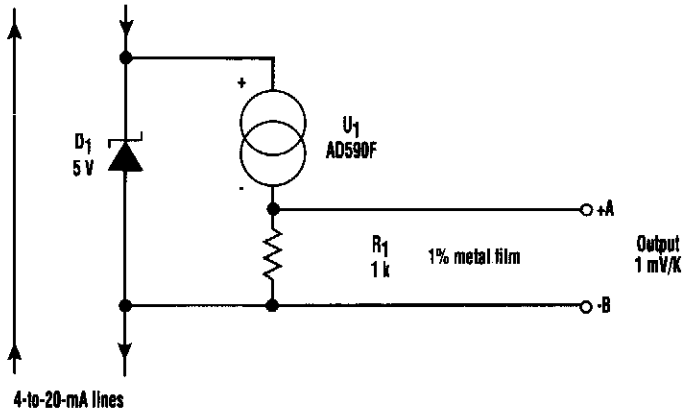 +
D1
5 V
U1
AD590F
-
+A
R1
1 k
1% metal film
Output
1 mV/K
-B
4-to-20-mA lines